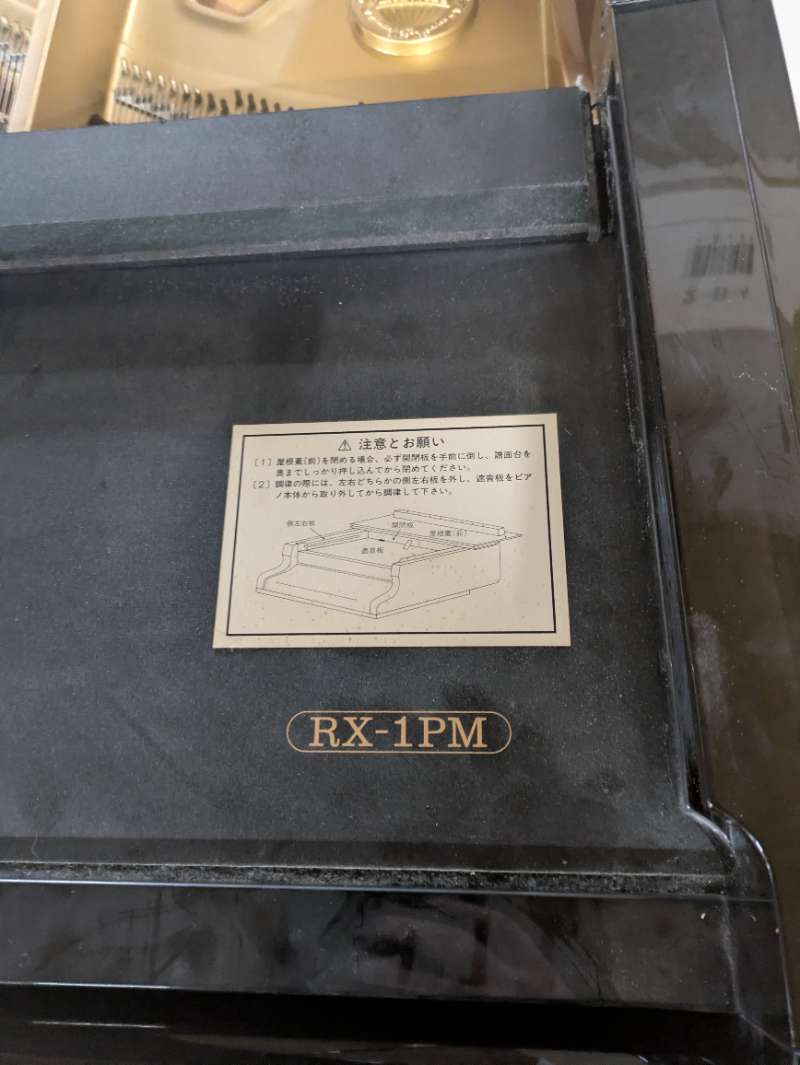 ⚠ 注意とお願い
〔1〕屋根蓋(前)を閉める場合、必ず開閉板を手前に倒し、譜面台を
奥までしっかり押し込んでから閉めてください。
〔2〕調律の際には、左右どちらかの側左右板を外し、遮音板をピア
ノ本体から取り外してから調律して下さい。
側左右板
開閉板
屋根蓋(前)
遮音板
RX-1PM